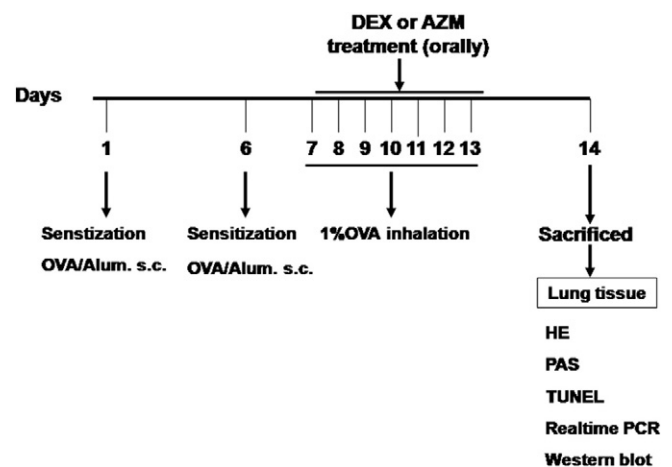 DEX or AZM
treatment (orally)
Days
1 6 7 8 9 10 11 12 13 14
Senstization Sensitization 1%OVA inhalation Sacrificed
OVA/Alum. s.c. OVA/Alum. s.c.
Lung tissue
HE
PAS
TUNEL
Realtime PCR
Western blot